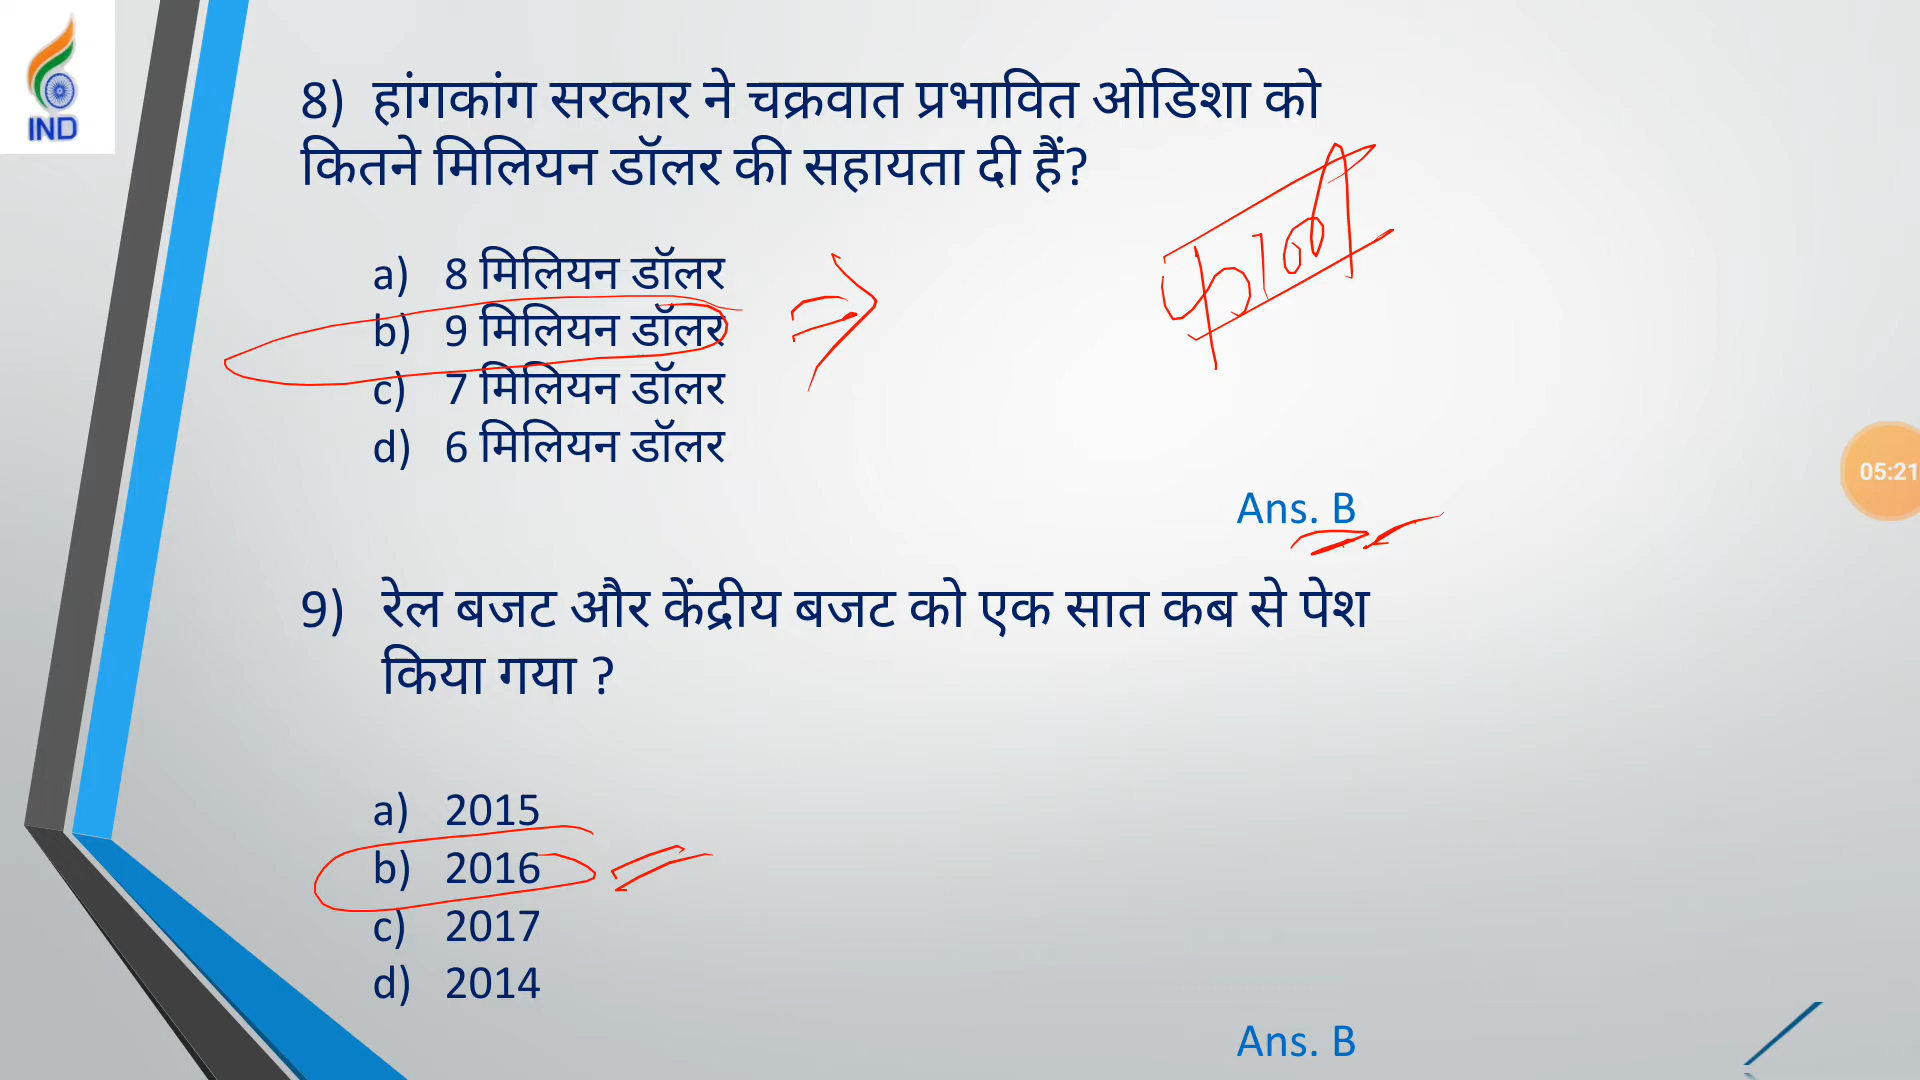 IND
8) हांगकांग सरकार ने चक्रवात प्रभावित ओडिशा को
कितने मिलियन डॉलर की सहायता दी हैं?
a) 8 मिलियन डॉलर
b) 9 मिलियन डॉलर
c) 7 मिलियन डॉलर
d) 6 मिलियन डॉलर
Ans. B
05:21
9) रेल बजट और केंद्रीय बजट को एक सात कब से पेश
किया गया ?
a) 2015
b) 2016
c) 2017
d) 2014
Ans. B